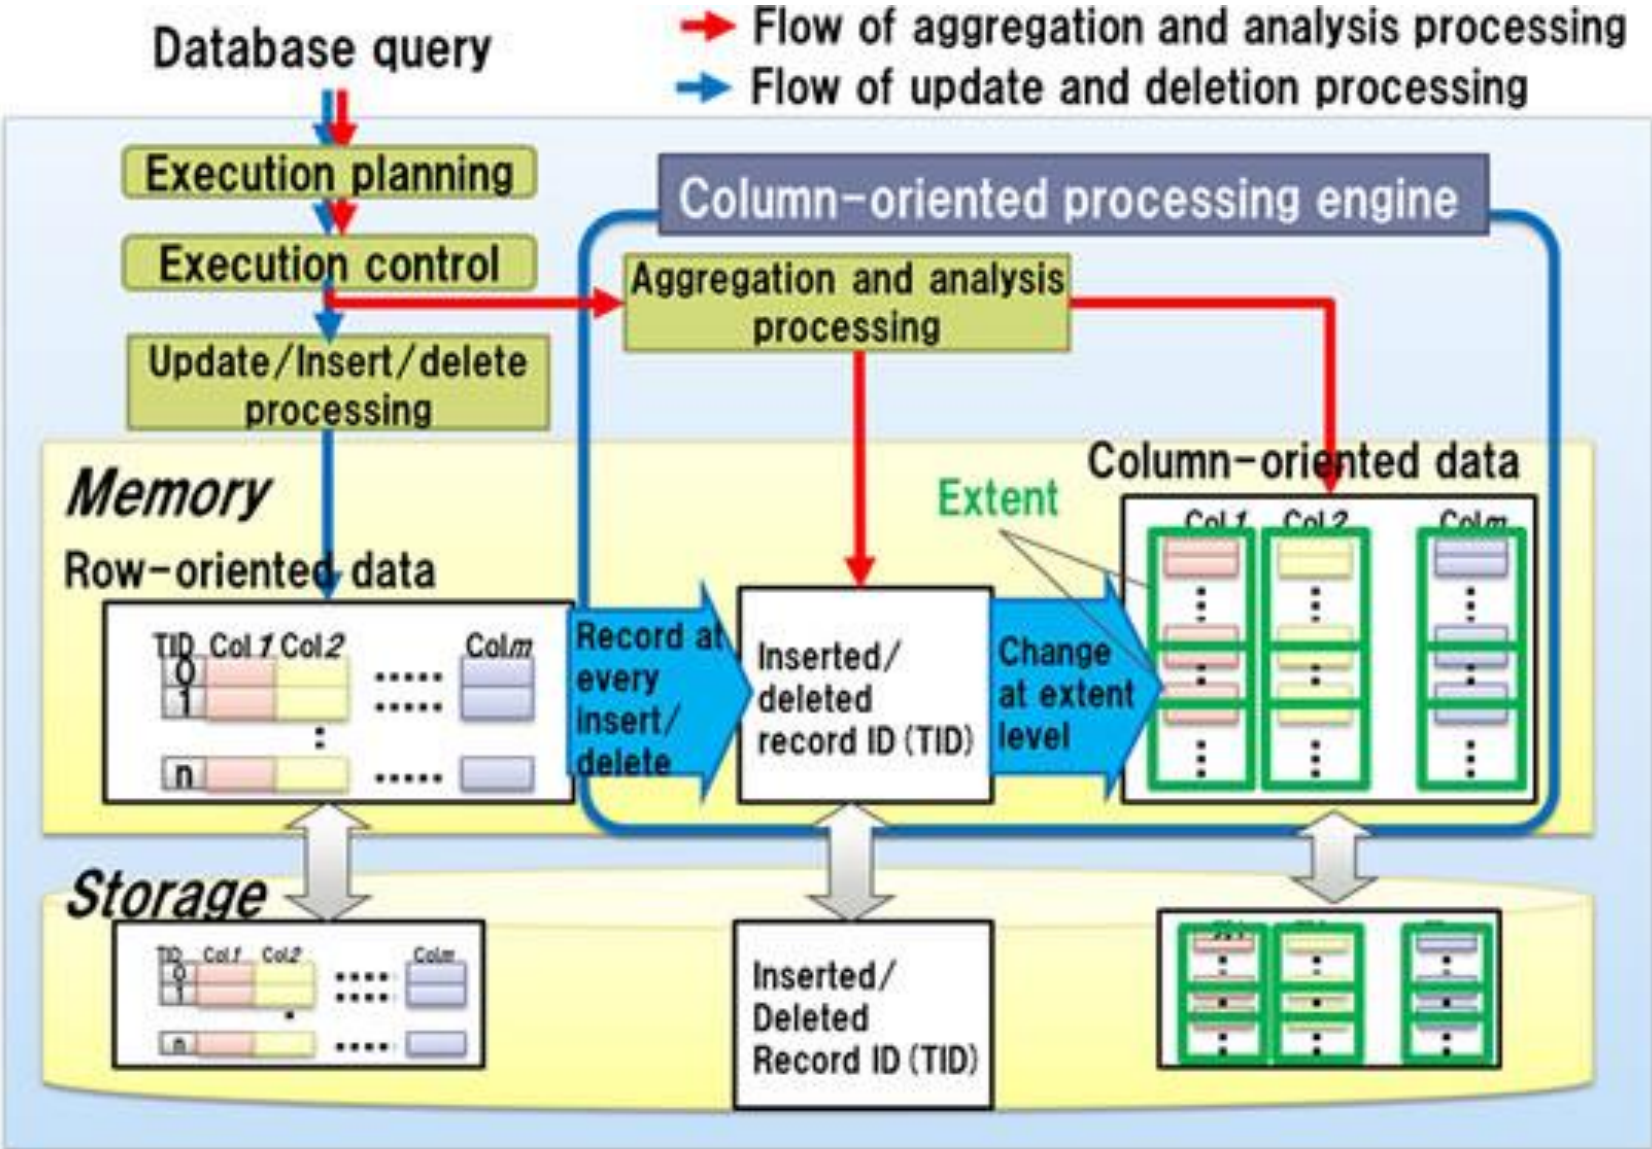 Database query
Flow of aggregation and analysis processing
Flow of update and deletion processing
Execution planning
Column-oriented processing engine
Execution control
Aggregation and analysis
processing
Update/Insert/delete
processing
Memory
Column-oriented data
Extent
Col 1 Col 2 Col m
Row-oriented data
TID Col 1 Col 2 Col m
0
1
n
Record at
every
insert/
delete
Inserted/
deleted
record ID (TID)
Change
at extent
level
Storage
TID Col 1 Col 2 Col m
0
1
n
Inserted/
Deleted
Record ID (TID)